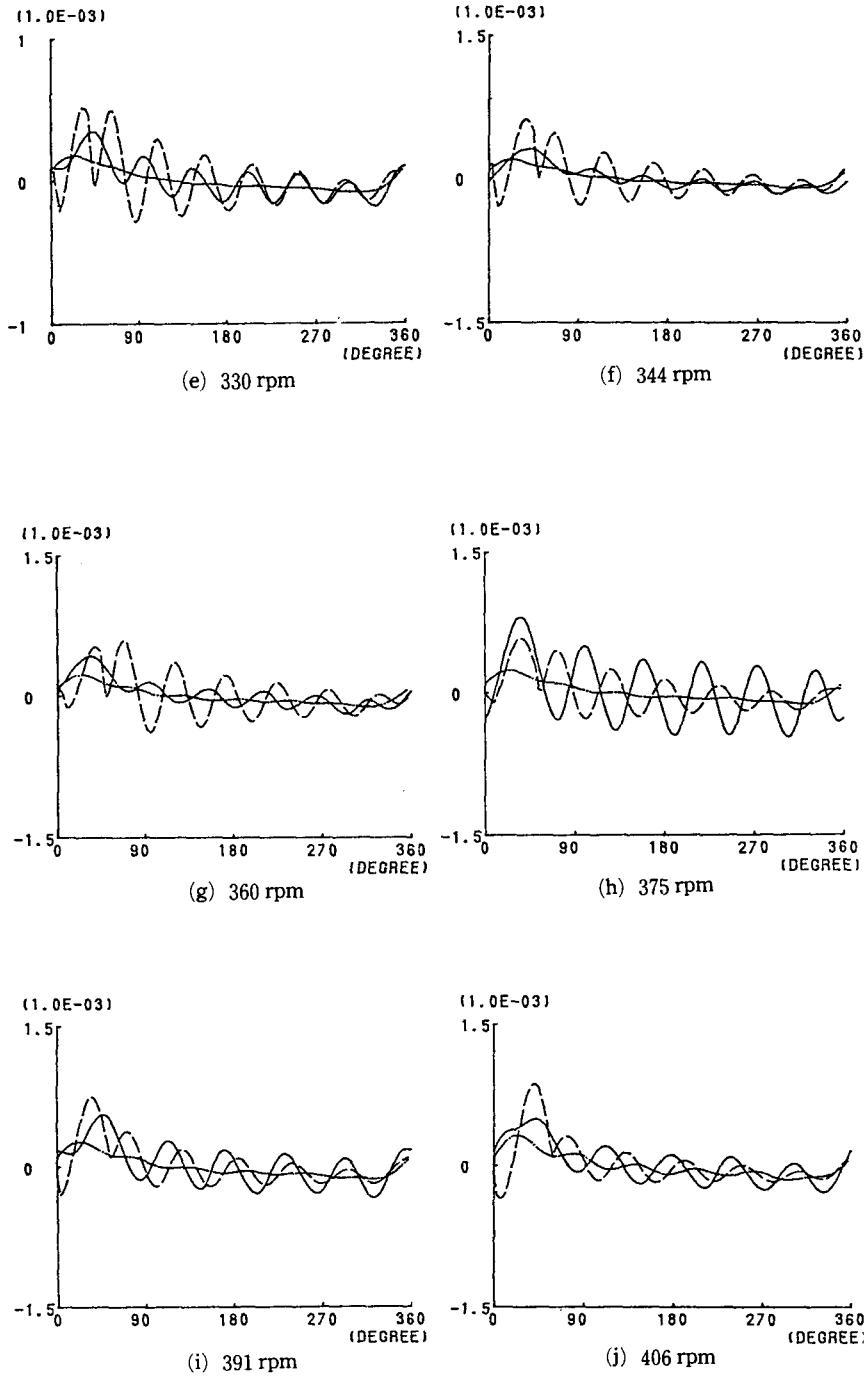 (1.0E-03)
1
0
-1
0 90 180 270 360
(DEGREE)
(e) 330 rpm
(1.0E-03)
1.5
0
-1.5
0 90 180 270 360
(DEGREE)
(f) 344 rpm
(1.0E-03)
1.5
0
-1.5
0 90 180 270 360
(DEGREE)
(g) 360 rpm
(1.0E-03)
1.5
0
-1.5
0 90 180 270 360
(DEGREE)
(h) 375 rpm
(1.0E-03)
1.5
0
-1.5
0 90 180 270 360
(DEGREE)
(i) 391 rpm
(1.0E-03)
1.5
0
-1.5
0 90 180 270 360
(DEGREE)
(j) 406 rpm